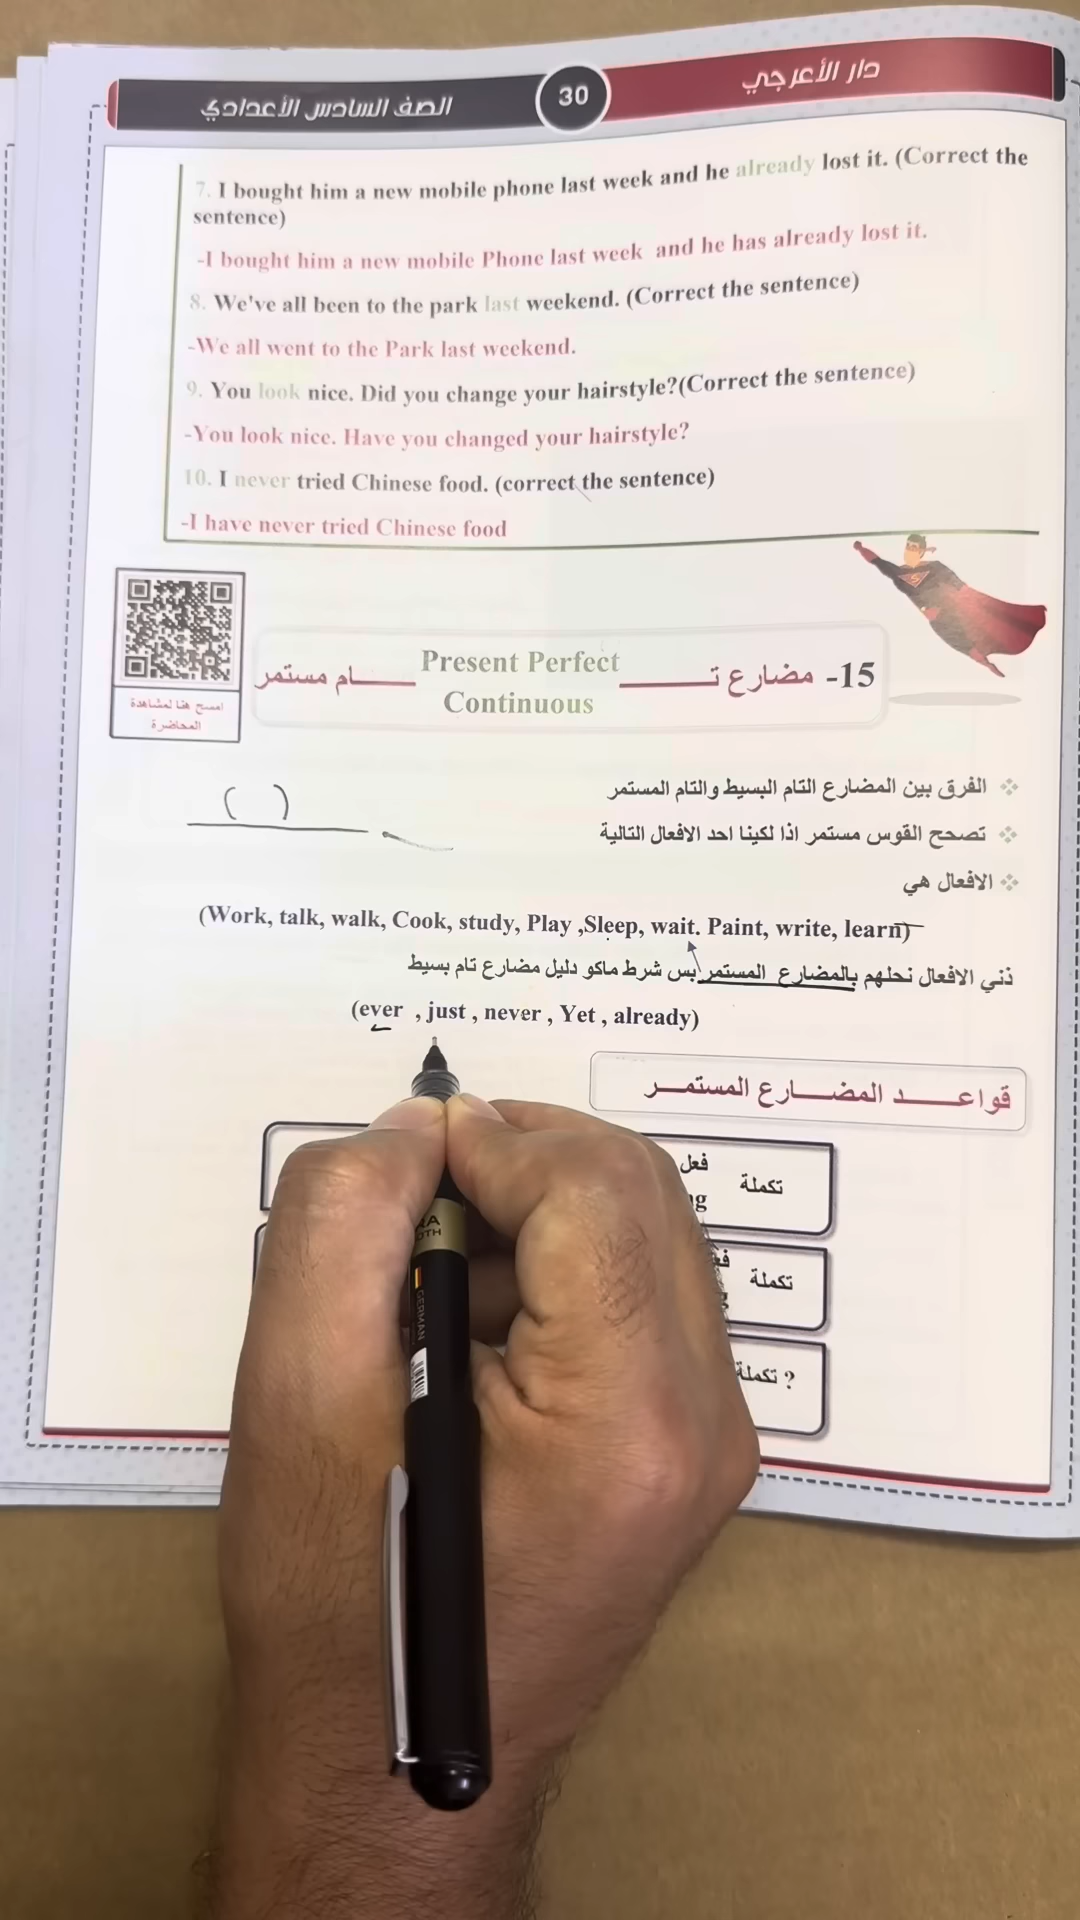 الصف السادس الأعدادي
30
دار الأعرجي
7. I bought him a new mobile phone last week and he already lost it. (Correct the
sentence)
-I bought him a new mobile Phone last week and he has already lost it.
8. We've all been to the park last weekend. (Correct the sentence)
-We all went to the Park last weekend.
9. You look nice. Did you change your hairstyle?(Correct the sentence)
-You look nice. Have you changed your hairstyle?
10. I never tried Chinese food. (correct the sentence)
-I have never tried Chinese food
15- مضارع تـــــام مستمر
Present Perfect
Continuous
امسح هنا لمشاهدة
المحاضرة
الفرق بين المضارع التام البسيط والتام المستمر
( )
تصحح القوس مستمر اذا لكينا احد الافعال التالية
الافعال هي
(Work, talk, walk, Cook, study, Play ,Sleep, wait. Paint, write, learn)
ذني الافعال نحلهم بالمضارع المستمر بس شرط ماكو دليل مضارع تام بسيط
(ever , just , never , Yet , already)
قواعـــد المضـــارع المستمـــر
فعل
تكملة
تكملة
تكملة ?